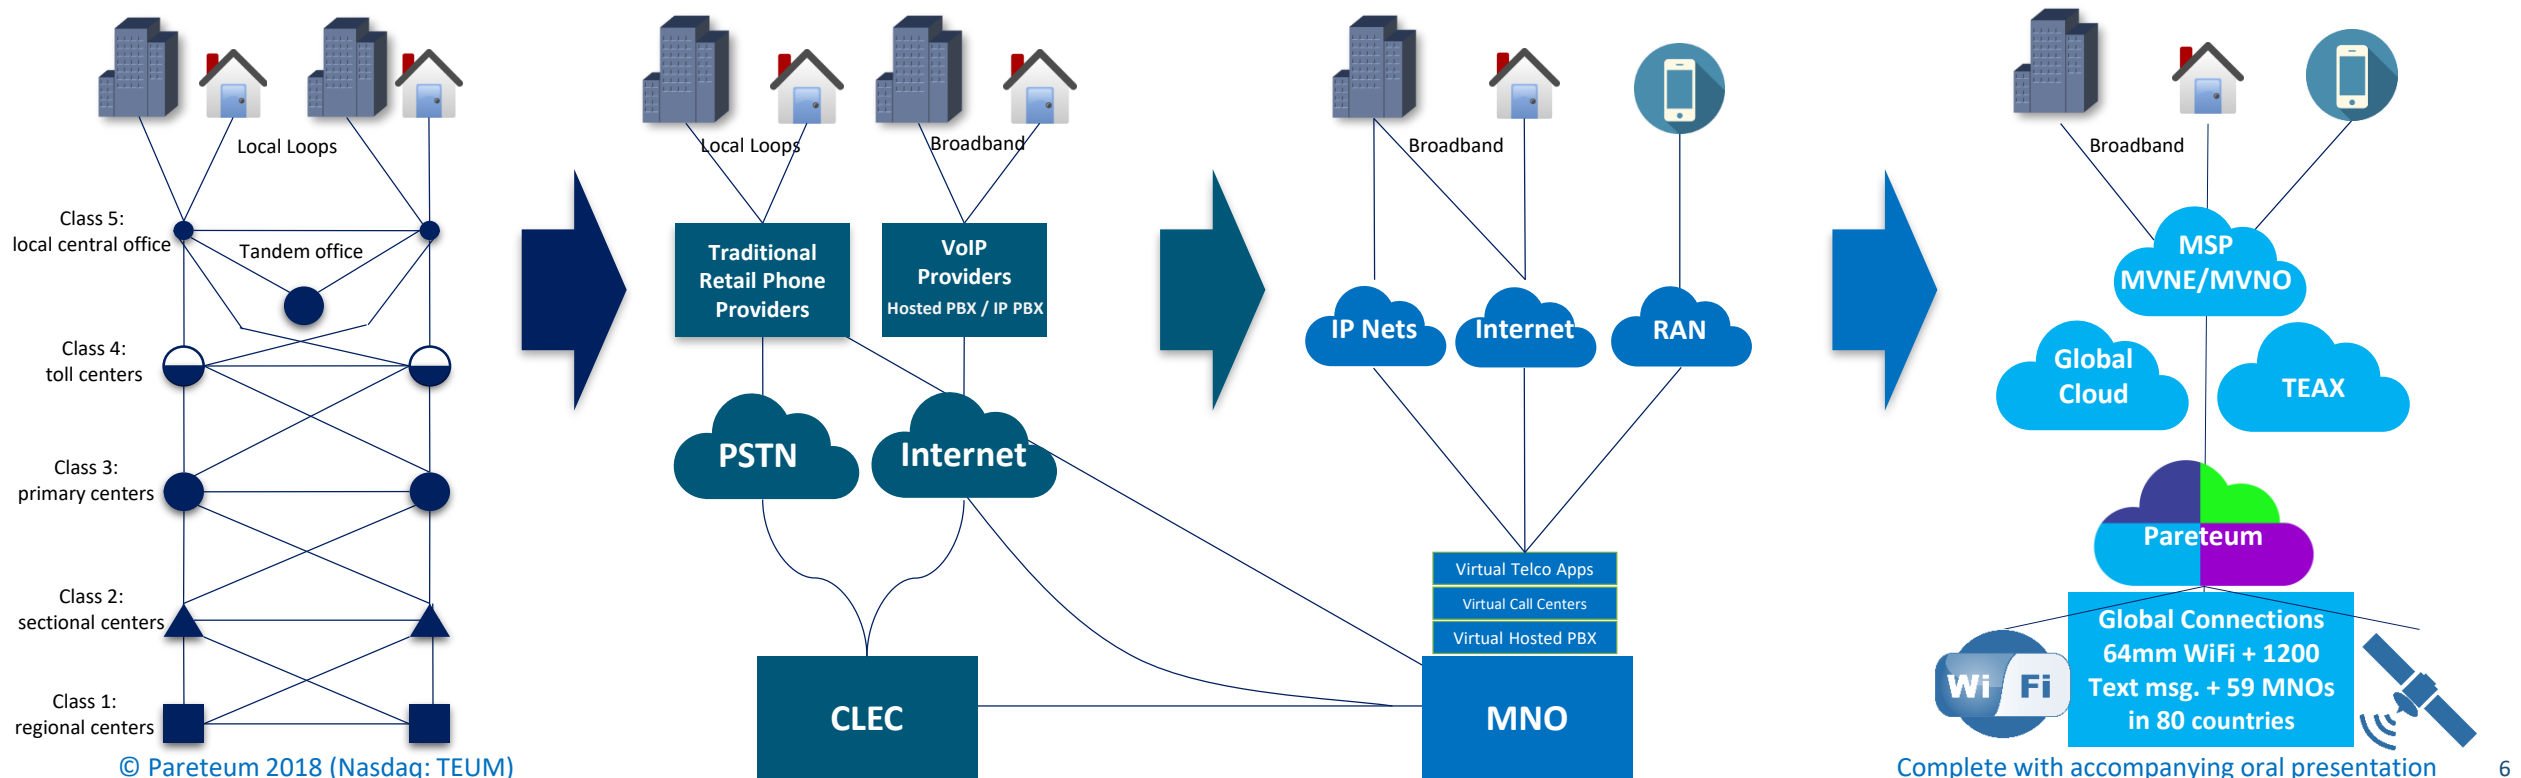 Local Loops
Class 5:
local central office
Tandem office
Class 4:
toll centers
Class 3:
primary centers
Class 2:
sectional centers
Class 1:
regional centers
Local Loops
Broadband
Traditional
Retail Phone
Providers
VoIP
Providers
Hosted PBX / IP PBX
PSTN
Internet
CLEC
Broadband
IP Nets
Internet
RAN
Virtual Telco Apps
Virtual Call Centers
Virtual Hosted PBX
MNO
Broadband
MSP
MVNE/MVNO
Global
Cloud
TEAX
Pareteum
Wi Fi
Global Connections
64mm WiFi + 1200
Text msg. + 59 MNOs
in 80 countries
© Pareteum 2018 (Nasdaq: TEUM)
Complete with accompanying oral presentation
6